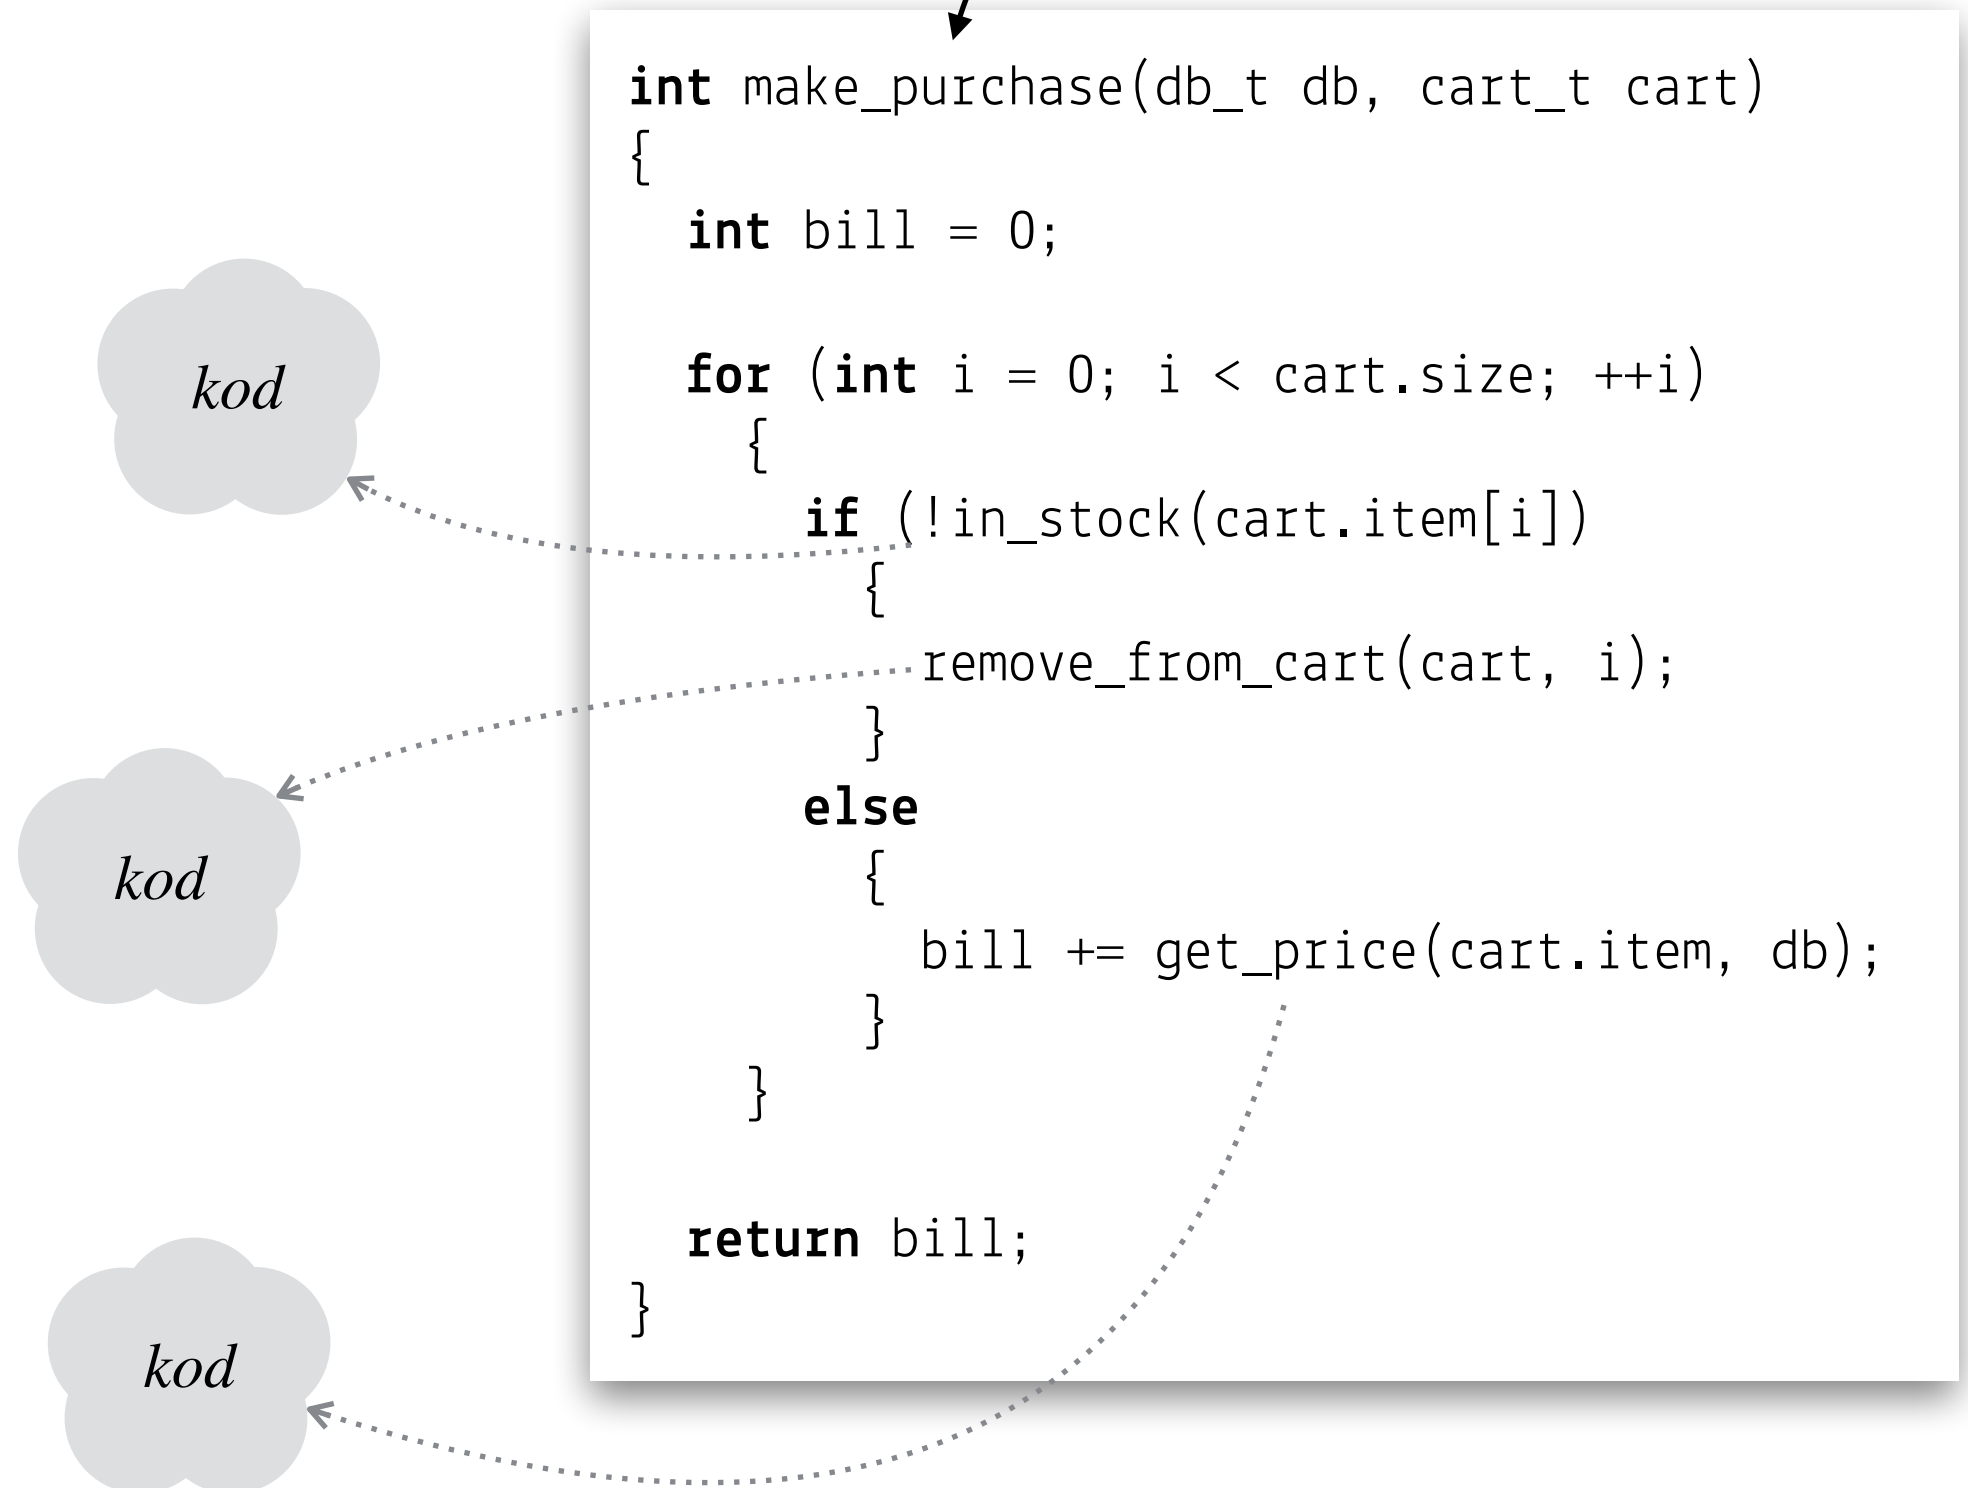 int make_purchase(db_t db, cart_t cart)
{
int bill = 0;
for (int i = 0; i < cart.size; ++i)
{
if (!in_stock(cart.item[i])
{
remove_from_cart(cart, i);
}
else
{
bill += get_price(cart.item, db);
}
}
return bill;
}
kod
kod
kod